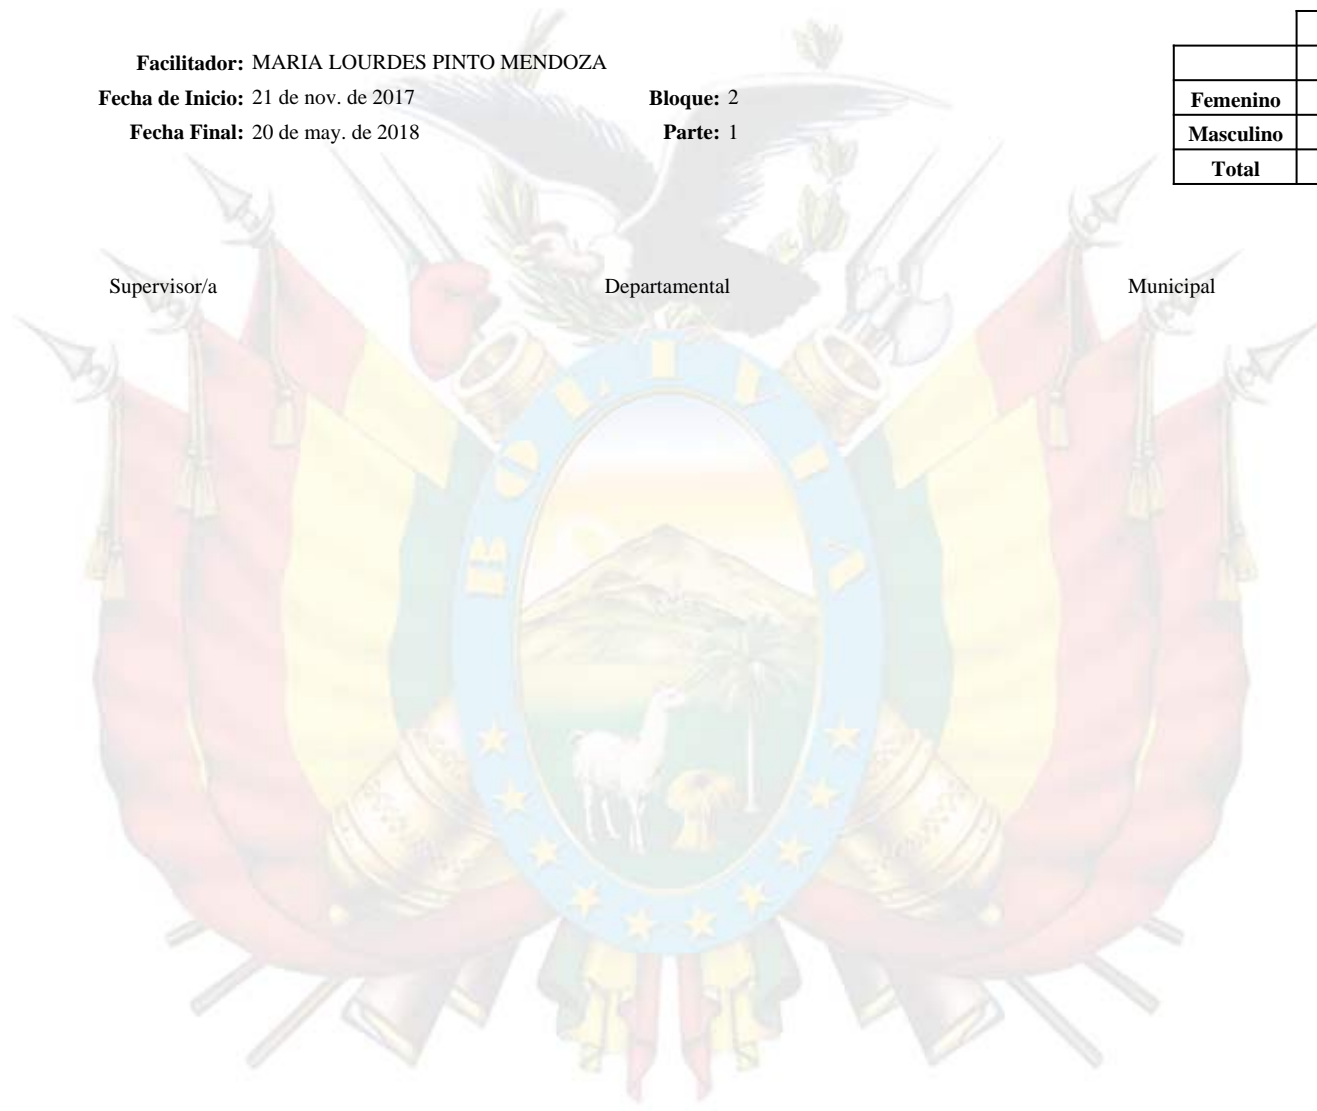 Facilitador: MARIA LOURDES PINTO MENDOZA
Fecha de Inicio: 21 de nov. de 2017 Bloque: 2
Fecha Final: 20 de may. de 2018 Parte: 1
Femenino
Masculino
Total
Supervisor/a Departamental Municipal
BOLIVIA